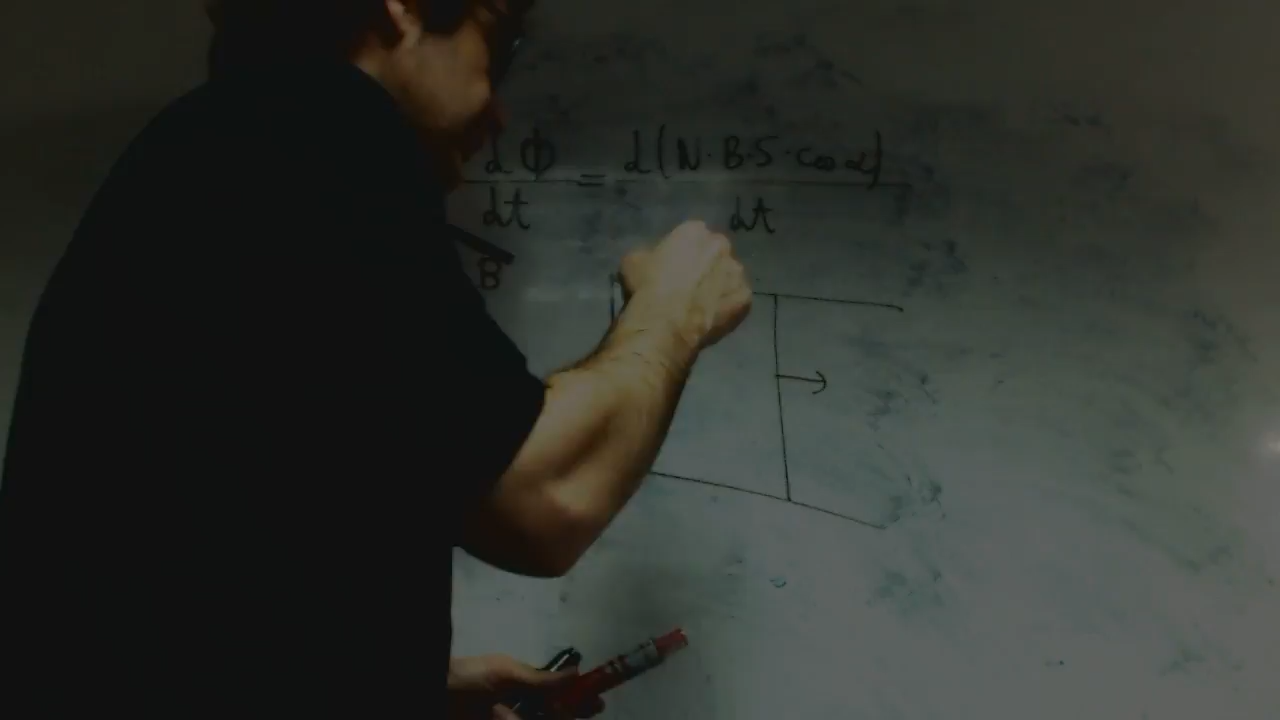 dΦ/dt = d(N·B·S·cos α)/dt
B